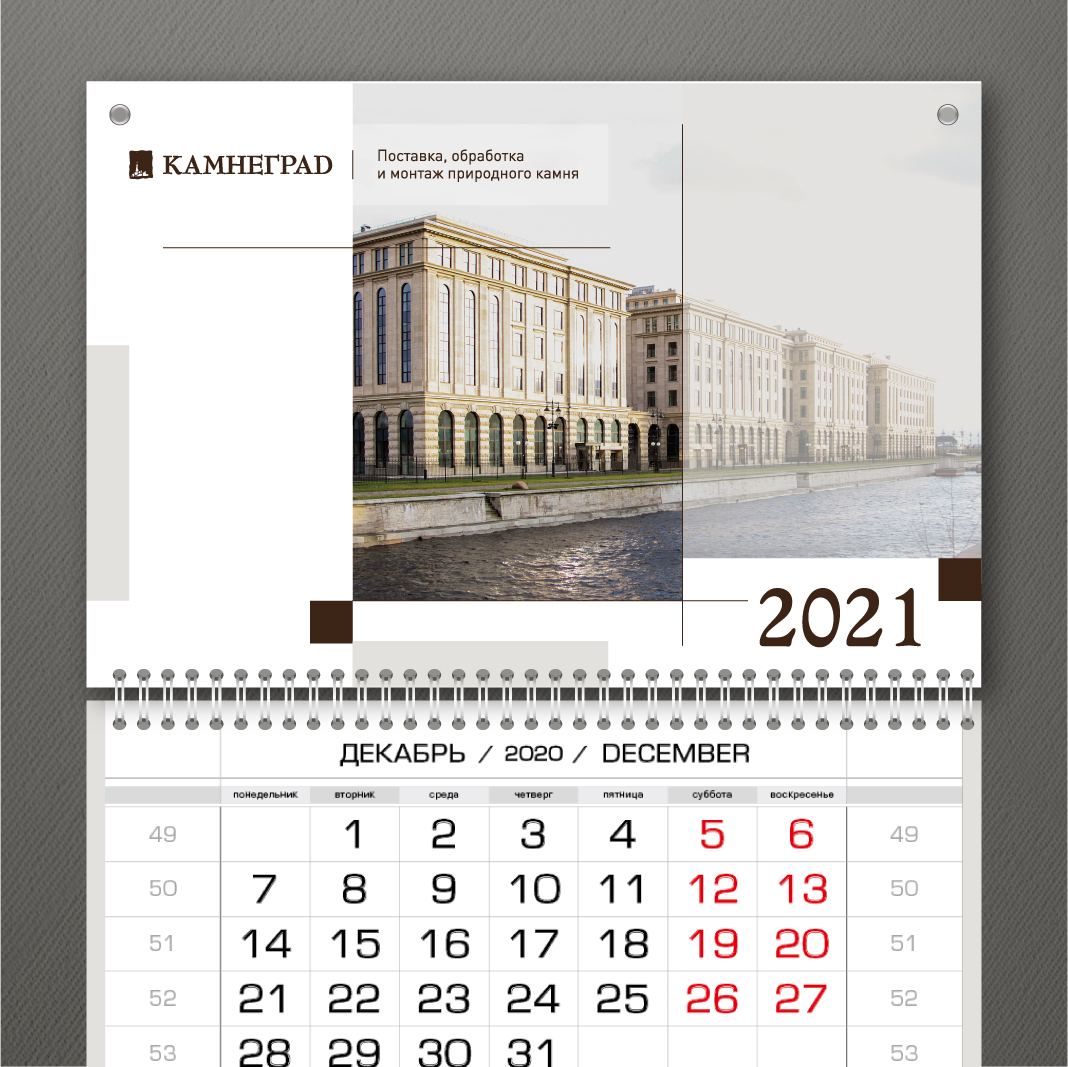 КАМНЕГРАД
Поставка, обработка
и монтаж природного камня
2021
ДЕКАБРЬ / 2020 / DECEMBER
понедельник вторник среда четверг пятница суббота воскресенье
49 1 2 3 4 5 6 49
50 7 8 9 10 11 12 13 50
51 14 15 16 17 18 19 20 51
52 21 22 23 24 25 26 27 52
53 28 29 30 31 53